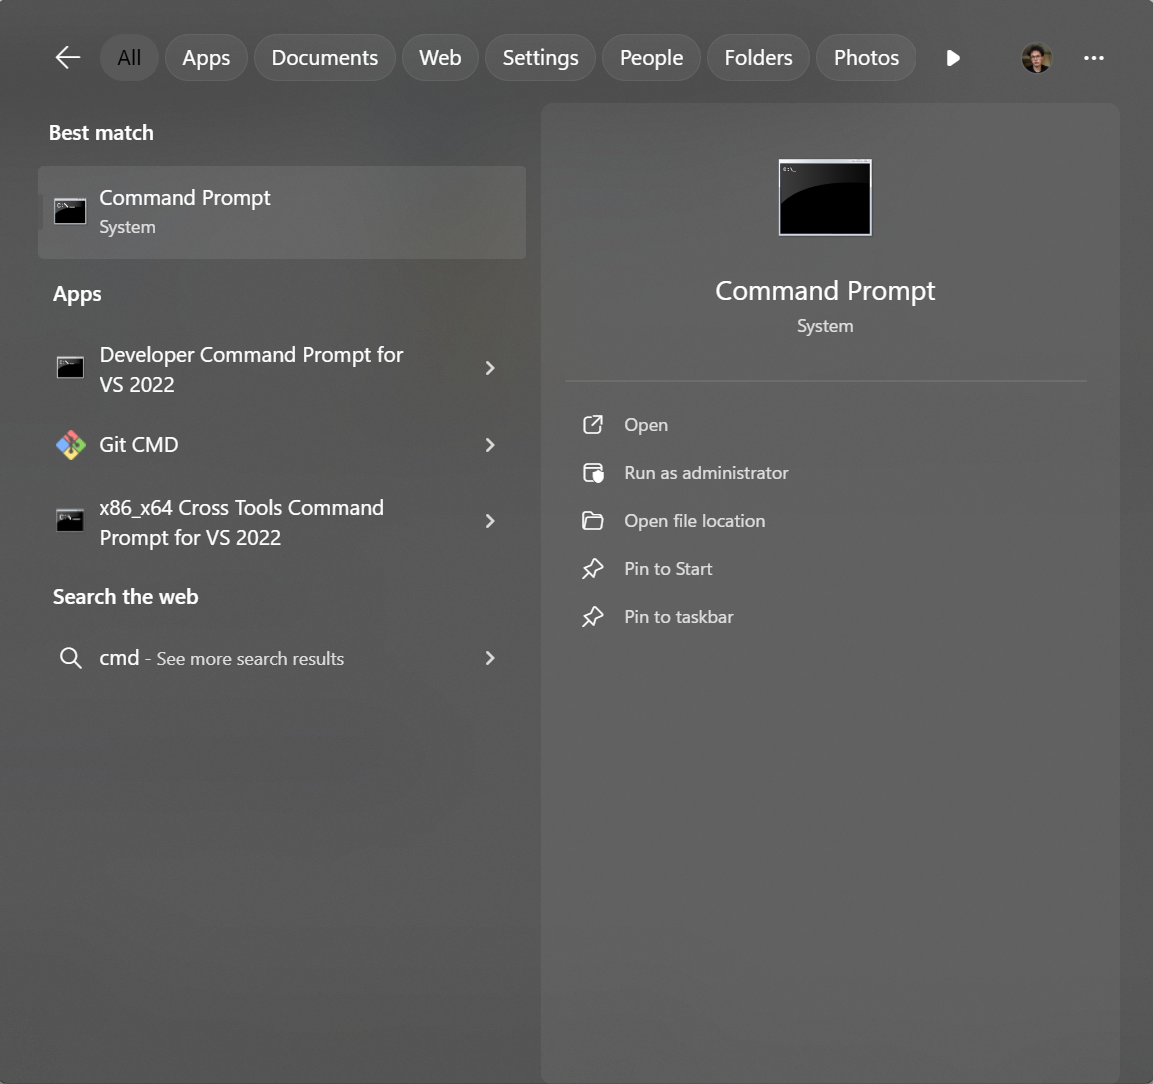 All
Apps
Documents
Web
Settings
People
Folders
Photos
Best match
Command Prompt
System
Apps
Developer Command Prompt for
VS 2022
Git CMD
x86_x64 Cross Tools Command
Prompt for VS 2022
Search the web
cmd - See more search results
Command Prompt
System
Open
Run as administrator
Open file location
Pin to Start
Pin to taskbar